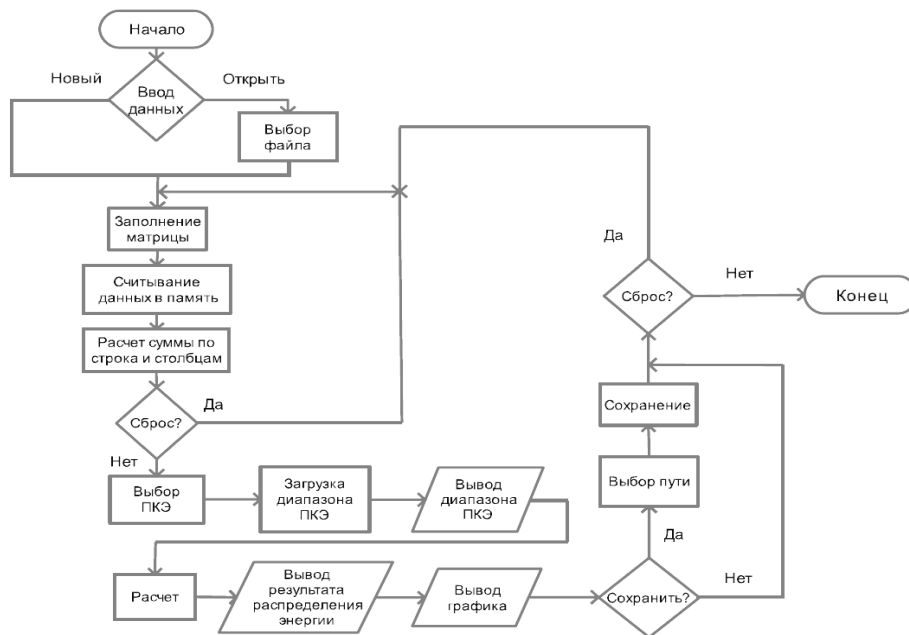 Начало
Новый
Ввод
данных
Открыть
Выбор
файла
Заполнение
матрицы
Считывание
данных в память
Расчет суммы по
строка и столбцам
Сброс?
Да
Нет
Выбор
ПКЭ
Загрузка
диапазона
ПКЭ
Вывод
диапазона
ПКЭ
Расчет
Вывод
результата
распределения
энергии
Вывод
графика
Сохранить?
Нет
Да
Выбор пути
Сохранение
Сброс?
Да
Нет
Конец